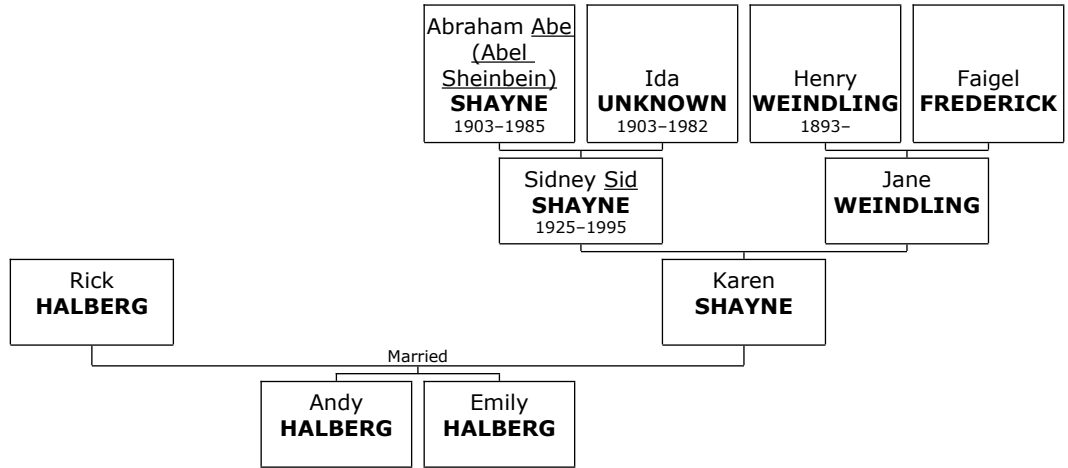 Abraham Abe
(Abel
Sheinbein)
SHAYNE
1903–1985
Ida
UNKNOWN
1903–1982
Henry
WEINDLING
1893–
Faigel
FREDERICK
Sidney Sid
SHAYNE
1925–1995
Jane
WEINDLING
Rick
HALBERG
Karen
SHAYNE
Married
Andy
HALBERG
Emily
HALBERG